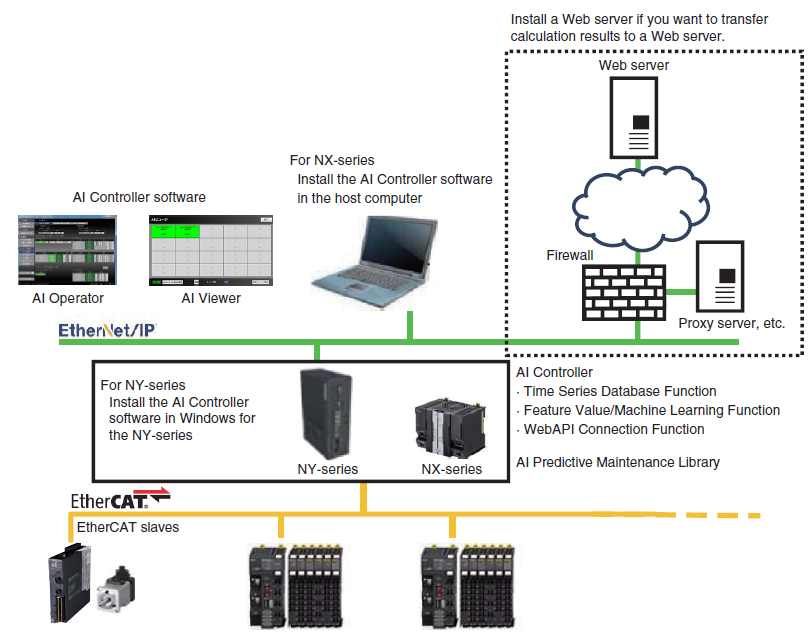 Install a Web server if you want to transfer
calculation results to a Web server.
Web server
For NX-series
Install the AI Controller software
in the host computer
AI Controller software
Firewall
AI Operator
AI Viewer
Proxy server, etc.
EtherNet/IP
For NY-series
Install the AI Controller
software in Windows for
the NY-series
NY-series
NX-series
AI Controller
· Time Series Database Function
· Feature Value/Machine Learning Function
· WebAPI Connection Function
AI Predictive Maintenance Library
EtherCAT®
EtherCAT slaves